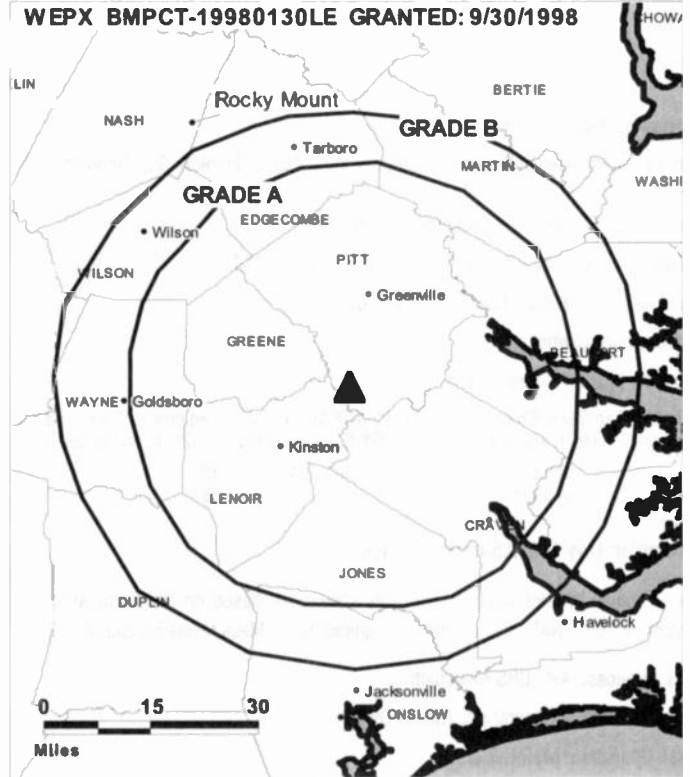 WEPX BMPCT-19980130LE GRANTED: 9/30/1998
CHOWA
LIN
BERTIE
Rocky Mount
NASH
GRADE B
Tarboro
MARTIN
WASHI
GRADE A
EDGECOMBE
Wilson
PITT
WILSON
Greenville
GREENE
BEAUFORT
WAYNE
Goldsboro
Kinston
LENOIR
CRAVEN
JONES
DUPLIN
Havelock
Jacksonville
0 15 30
ONSLOW
Miles